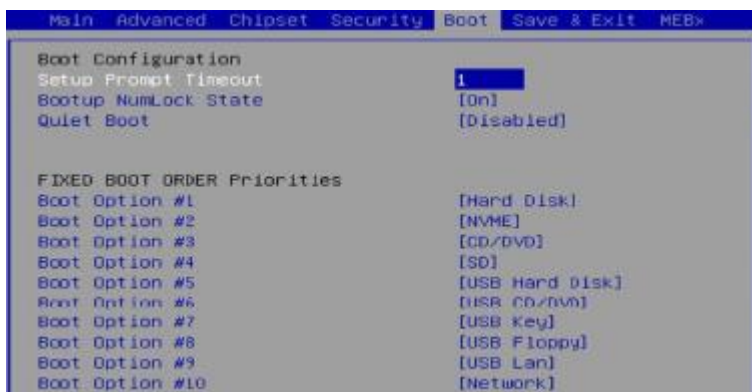 Main Advanced Chipset Security Boot Save & Exit MEBx
Boot Configuration
Setup Prompt Timeout 1
Bootup NumLock State [On]
Quiet Boot [Disabled]
FIXED BOOT ORDER Priorities
Boot Option #1 [Hard Disk]
Boot Option #2 [NVME]
Boot Option #3 [CD/DVD]
Boot Option #4 [SD]
Boot Option #5 [USB Hard Disk]
Boot Option #6 [USB CD/DVD]
Boot Option #7 [USB Key]
Boot Option #8 [USB Floppy]
Boot Option #9 [USB Lan]
Boot Option #10 [Network]